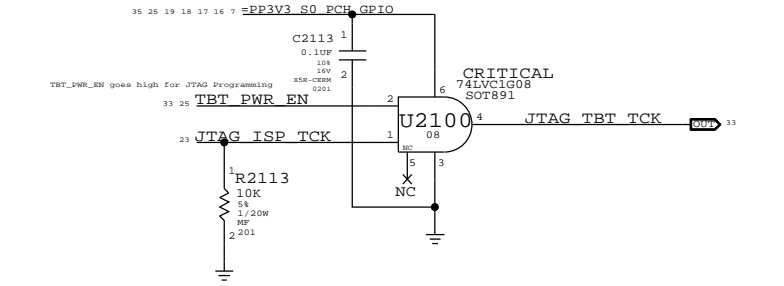 35 25 19 18 17 16 7 =PP3V3_S0_PCH_GPIO
C2113 1
0.1UF
10%
16V
X5R-CERM
0201
2
CRITICAL
74LVC1G08
SOT891
6
TBT_PWR_EN goes high for JTAG Programming
33 25 TBT_PWR_EN 2
U2100
08
4 JTAG_TBT_TCK OUT 33
23 JTAG_ISP_TCK 1
NC
5 3
NC
1 R2113
10K
5%
1/20W
MF
2 201